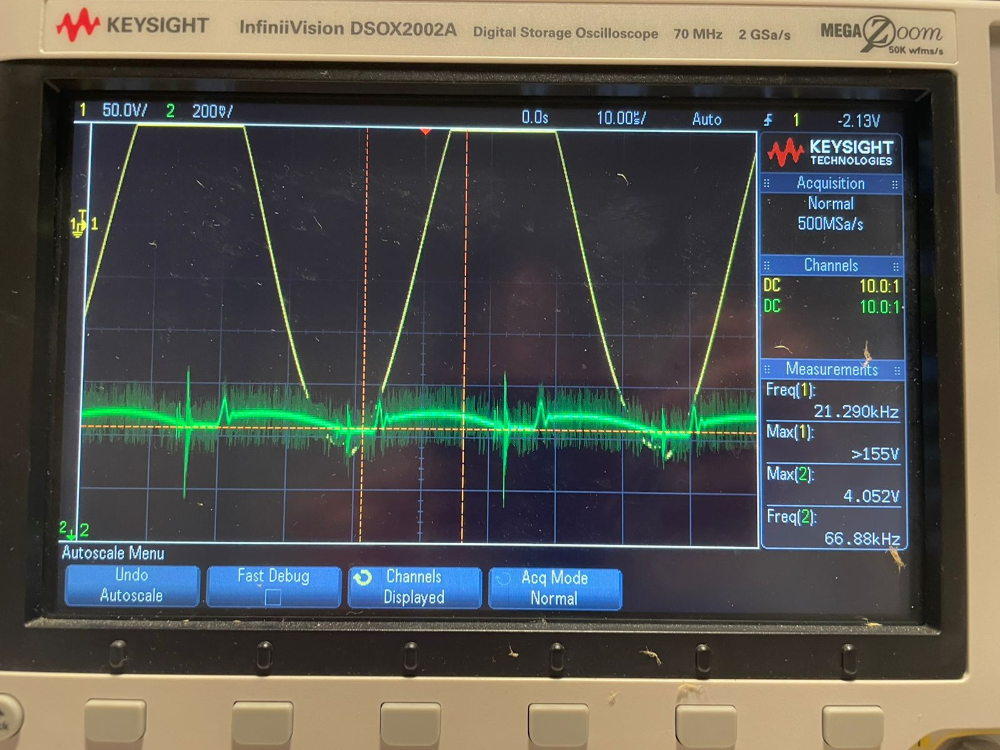 KEYSIGHT InfiniiVision DSOX2002A Digital Storage Oscilloscope 70 MHz 2 GSa/s MEGA Zoom
50K wfms/s
1 50.0V/ 2 200mV/ 0.0s 10.00us/ Auto 1 -2.13V
KEYSIGHT
TECHNOLOGIES
Acquisition
Normal
500MSa/s
Channels
DC 10.0:1
DC 10.0:1
Measurements
Freq(1):
21.290kHz
Max(1):
>155V
Max(2):
4.052V
Freq(2):
66.88kHz
T
1 1
2 2
Autoscale Menu
Undo
Autoscale
Fast Debug
Channels
Displayed
Acq Mode
Normal